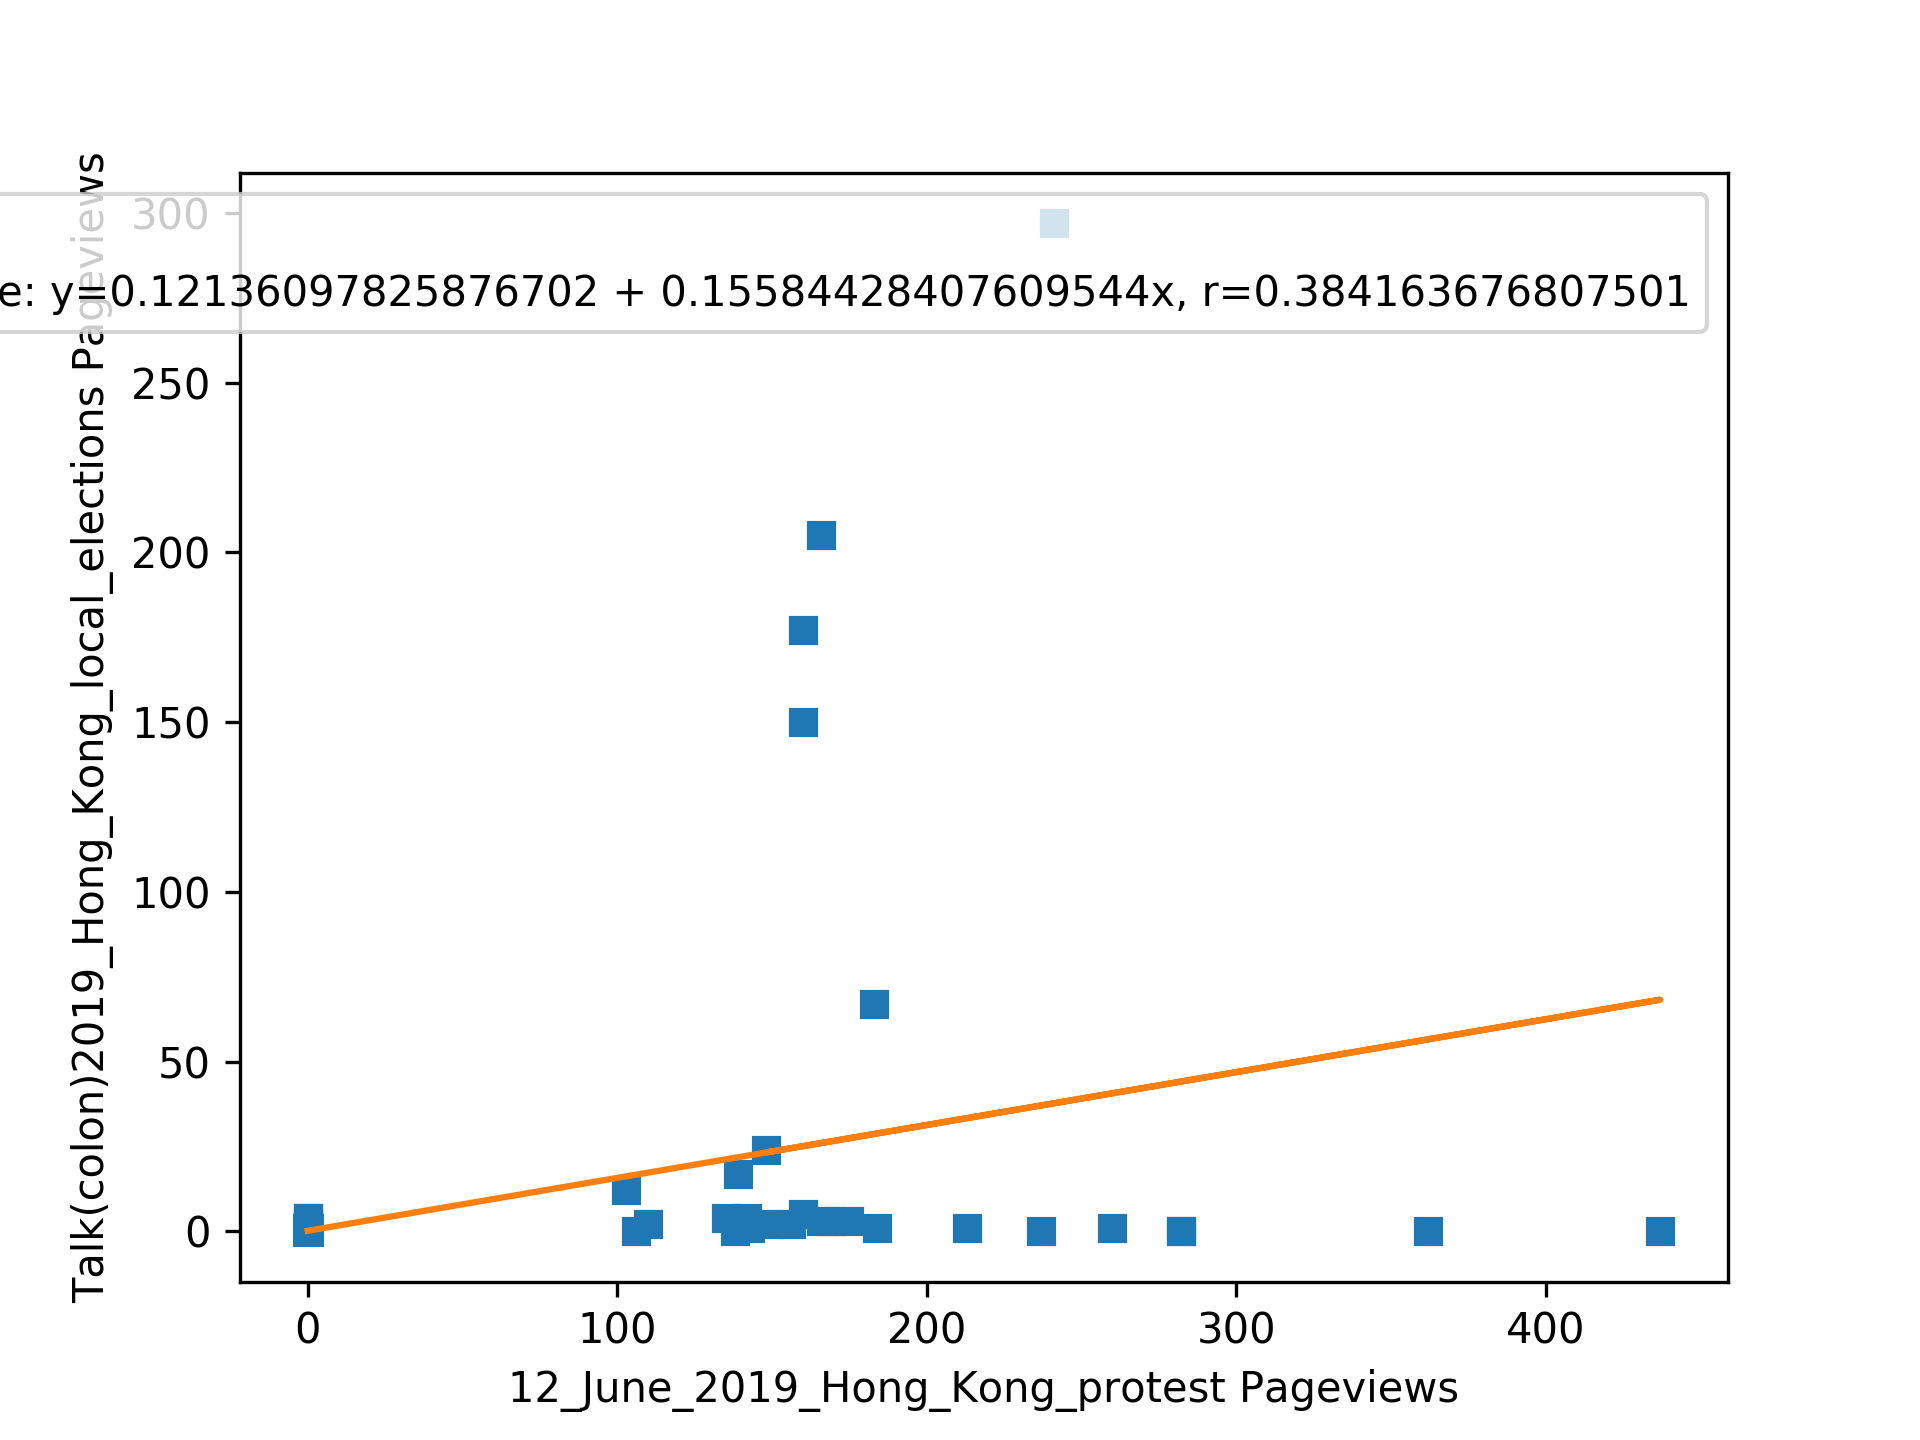 300
e: y=0.12136097825876702 + 0.15584428407609544x, r=0.384163676807501
250
200
150
100
50
0
0 100 200 300 400
12_June_2019_Hong_Kong_protest Pageviews
Talk(colon)2019_Hong_Kong_local_elections Pageviews